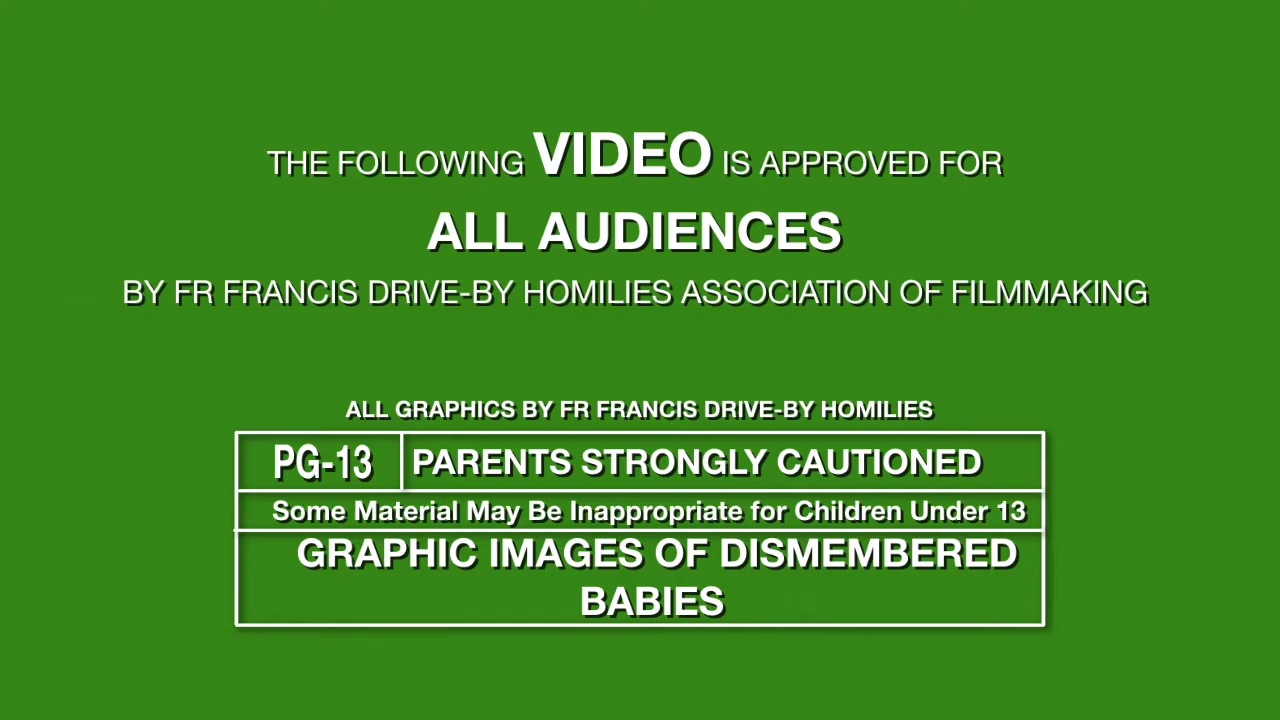 THE FOLLOWING VIDEO IS APPROVED FOR
ALL AUDIENCES
BY FR FRANCIS DRIVE-BY HOMILIES ASSOCIATION OF FILMMAKING
ALL GRAPHICS BY FR FRANCIS DRIVE-BY HOMILIES
PG-13 PARENTS STRONGLY CAUTIONED
Some Material May Be Inappropriate for Children Under 13
GRAPHIC IMAGES OF DISMEMBERED
BABIES